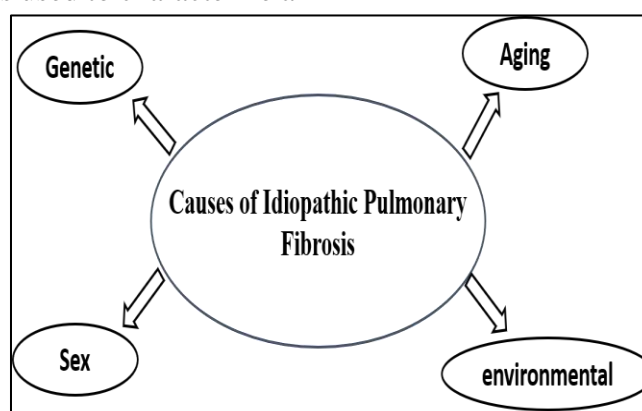 Genetic
Aging
Causes of Idiopathic Pulmonary
Fibrosis
Sex
environmental